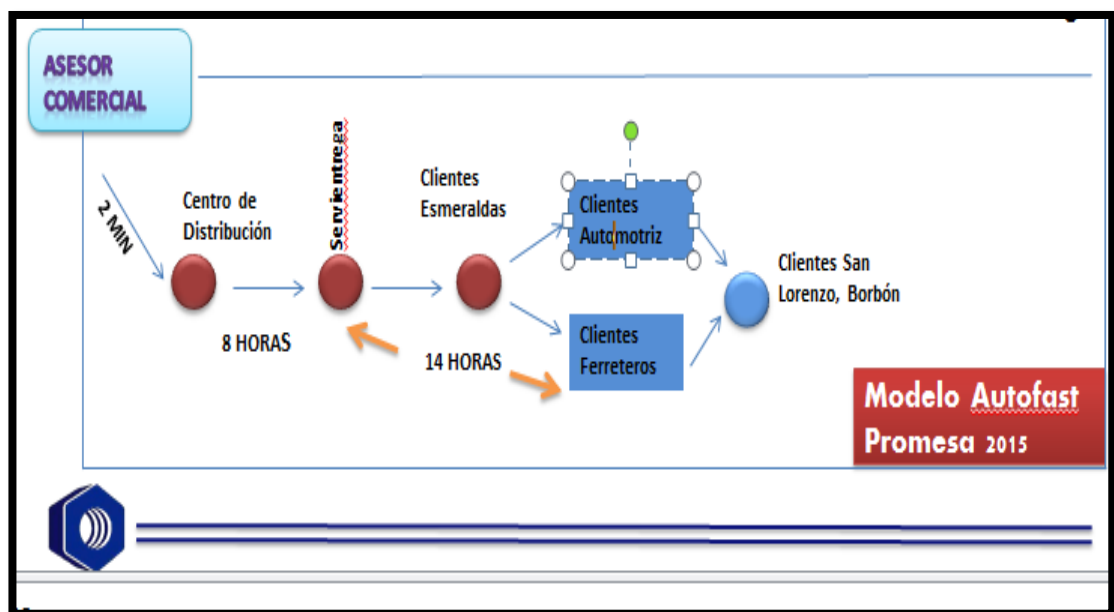 ASESOR
COMERCIAL
2 MIN
Centro de
Distribución
Servientrega
Clientes
Esmeraldas
Clientes
Automotriz
Clientes San
Lorenzo, Borbón
8 HORAS
14 HORAS
Clientes
Ferreteros
Modelo Autofast
Promesa 2015